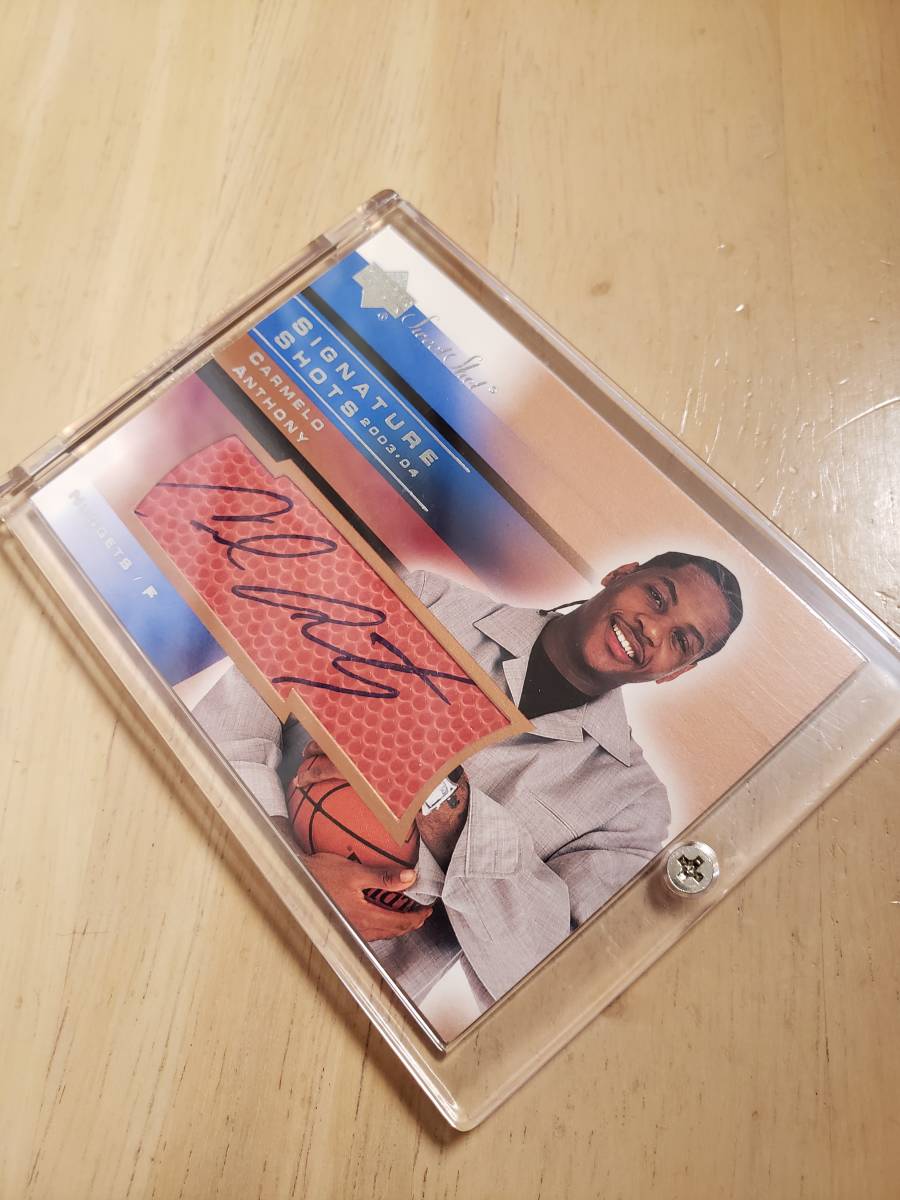 Sweet Shot
SIGNATURE
SHOTS 2003·04
CARMELO
ANTHONY
NUGGETS / F